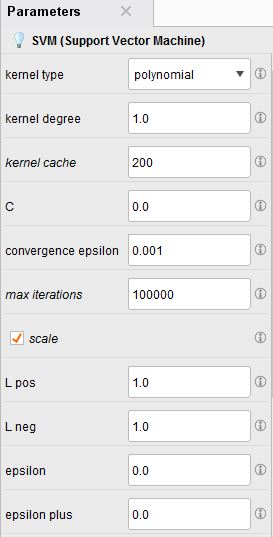 Parameters
SVM (Support Vector Machine)
kernel type polynomial
kernel degree 1.0
kernel cache 200
C 0.0
convergence epsilon 0.001
max iterations 100000
scale
L pos 1.0
L neg 1.0
epsilon 0.0
epsilon plus 0.0